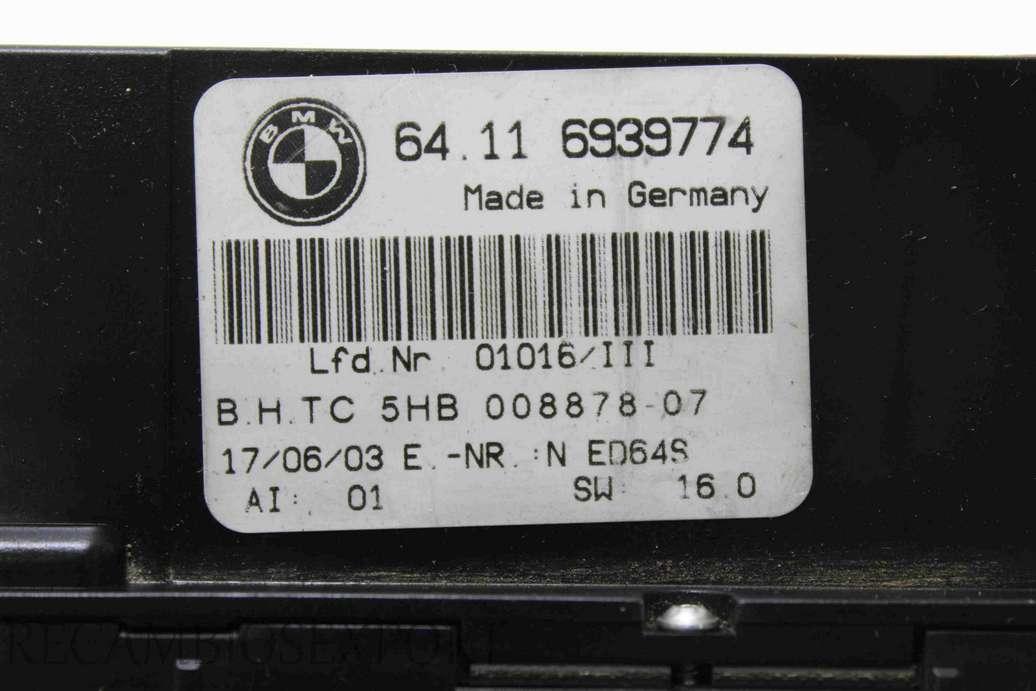 BMW
64.11 6939774
Made in Germany
Lfd.Nr. 01016/III
B.H.TC 5HB 008878-07
17/06/03 E.-NR.:N ED64S
AI: 01 SW: 16.0
RECAMBIOSEXPORT